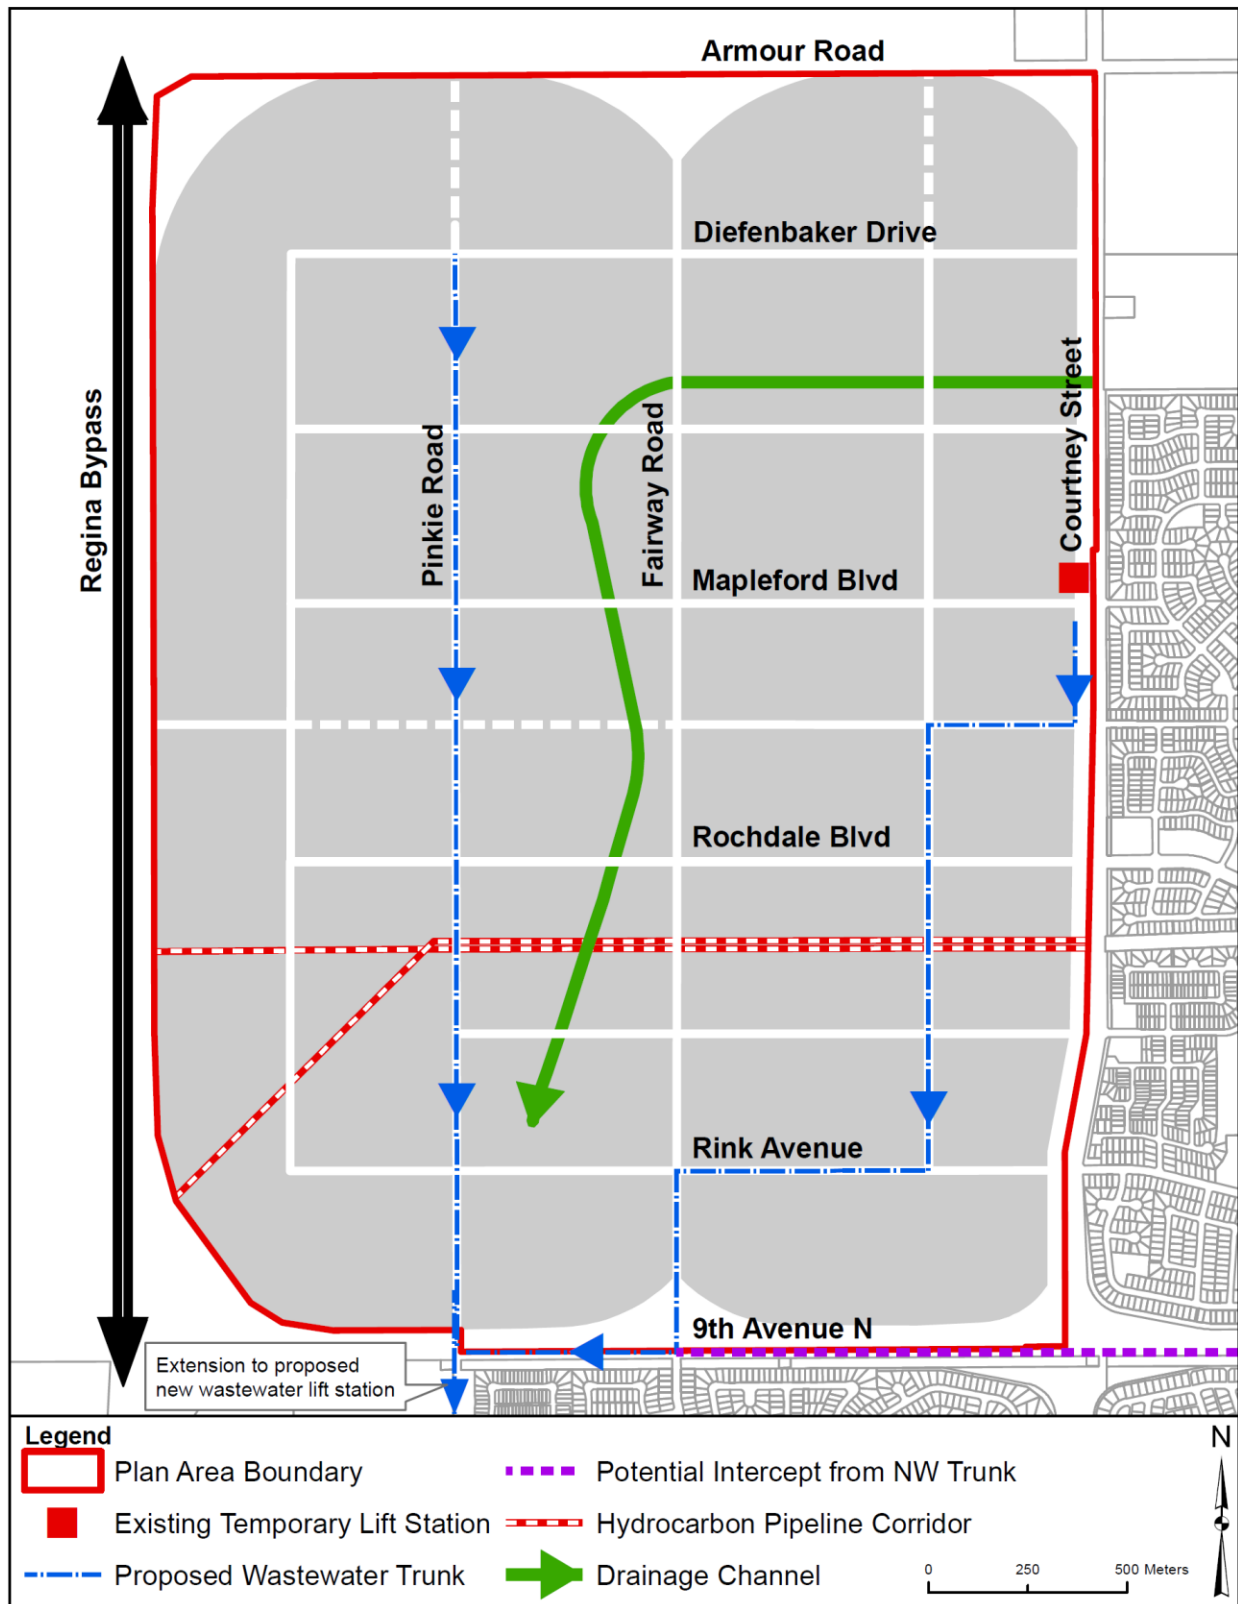 Armour Road
Diefenbaker Drive
Courtney Street
Regina Bypass
Pinkie Road
Fairway Road
Mapleford Blvd
Rochdale Blvd
Rink Avenue
9th Avenue N
Extension to proposed
new wastewater lift station
Legend
Plan Area Boundary
Existing Temporary Lift Station
Proposed Wastewater Trunk
Potential Intercept from NW Trunk
Hydrocarbon Pipeline Corridor
Drainage Channel
N
0 250 500 Meters